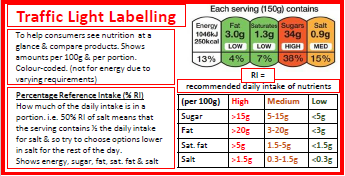 Traffic Light Labelling
To help consumers see nutrition at a
glance & compare products. Shows
amounts per 100g & per portion.
Colour-coded. (not for energy due to
varying requirements)
Percentage Reference Intake (% RI)
How much of the daily intake is in a
portion. i.e. 50% RI of salt means that
the serving contains ½ the daily intake
for salt & so try to choose options lower
in salt for the rest of the day.
Shows energy, sugar, fat, sat. fat & salt
Each serving (150g) contains
Energy Fat Saturates Sugars Salt
1046kJ 3.0g 1.3g 34g 0.9g
250kcal LOW LOW HIGH MED
13% 4% 7% 38% 15%
RI =
recommended daily intake of nutrients
(per 100g) High Medium Low
Sugar >15g 5-15g <5g
Fat >20g 3-20g <3g
Sat. fat >5g 1.5-5g <1.5g
Salt >1.5g 0.3-1.5g <0.3g